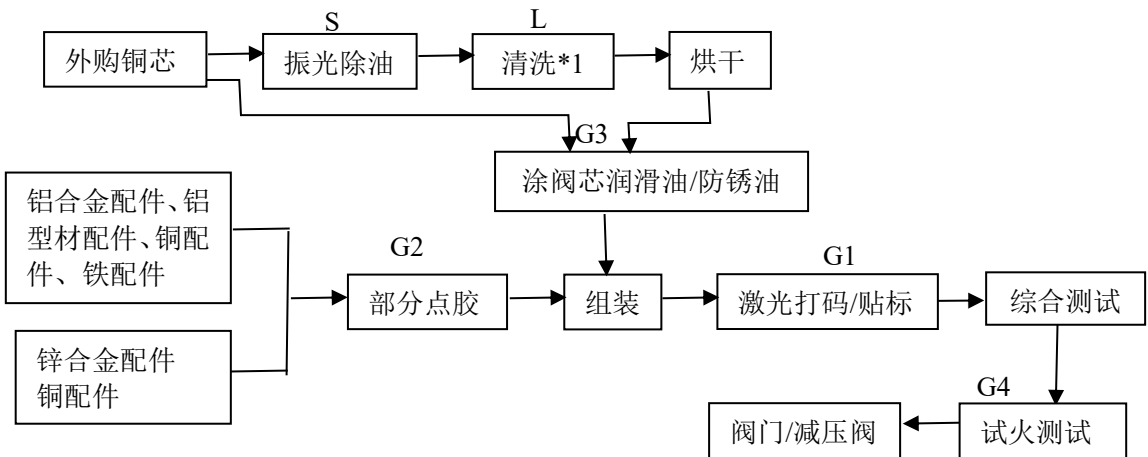 S
L
外购铜芯
振光除油
清洗*1
烘干
G3
涂阀芯润滑油/防锈油
铝合金配件、铝
型材配件、铜配
件、铁配件
G2
G1
部分点胶
组装
激光打码/贴标
综合测试
锌合金配件
铜配件
G4
阀门/减压阀
试火测试